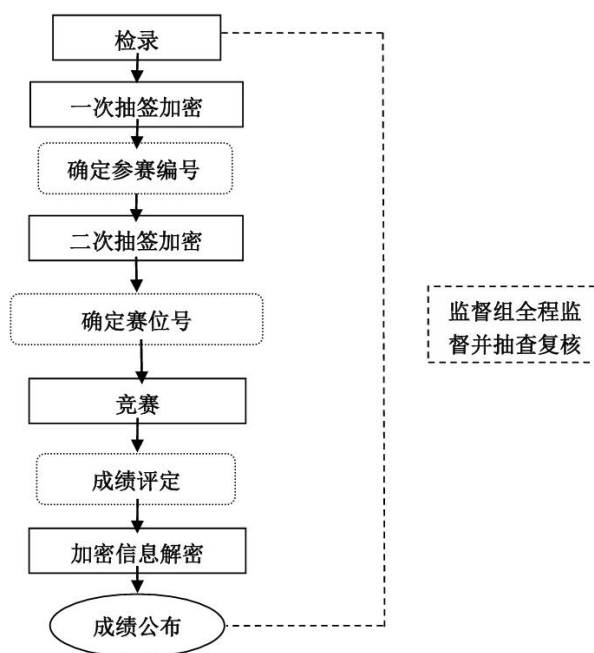 检录
一次抽签加密
确定参赛编号
二次抽签加密
确定赛位号
监督组全程监
督并抽查复核
竞赛
成绩评定
加密信息解密
成绩公布